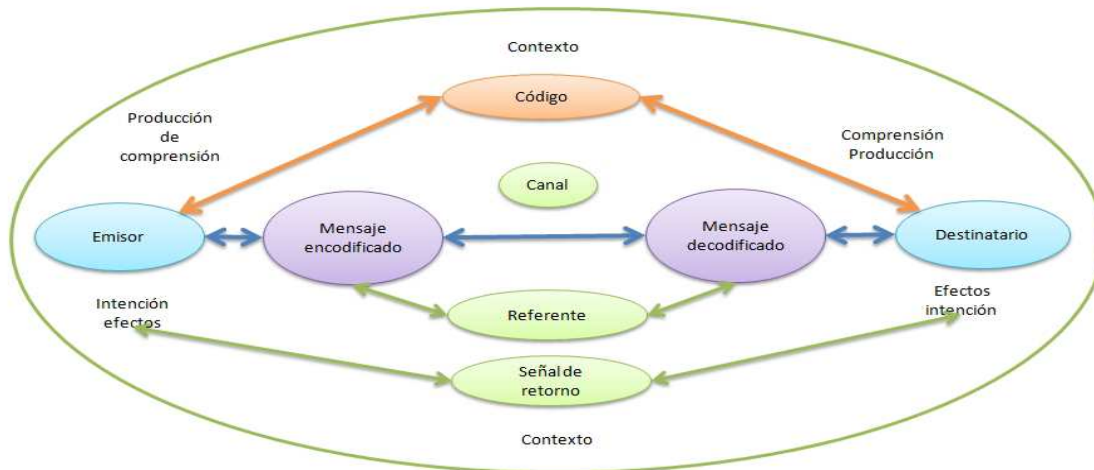 Contexto
Código
Producción
de
comprensión
Comprensión
Producción
Canal
Emisor
Mensaje
encodificado
Mensaje
decodificado
Destinatario
Intención
efectos
Efectos
intención
Referente
Señal de
retorno
Contexto